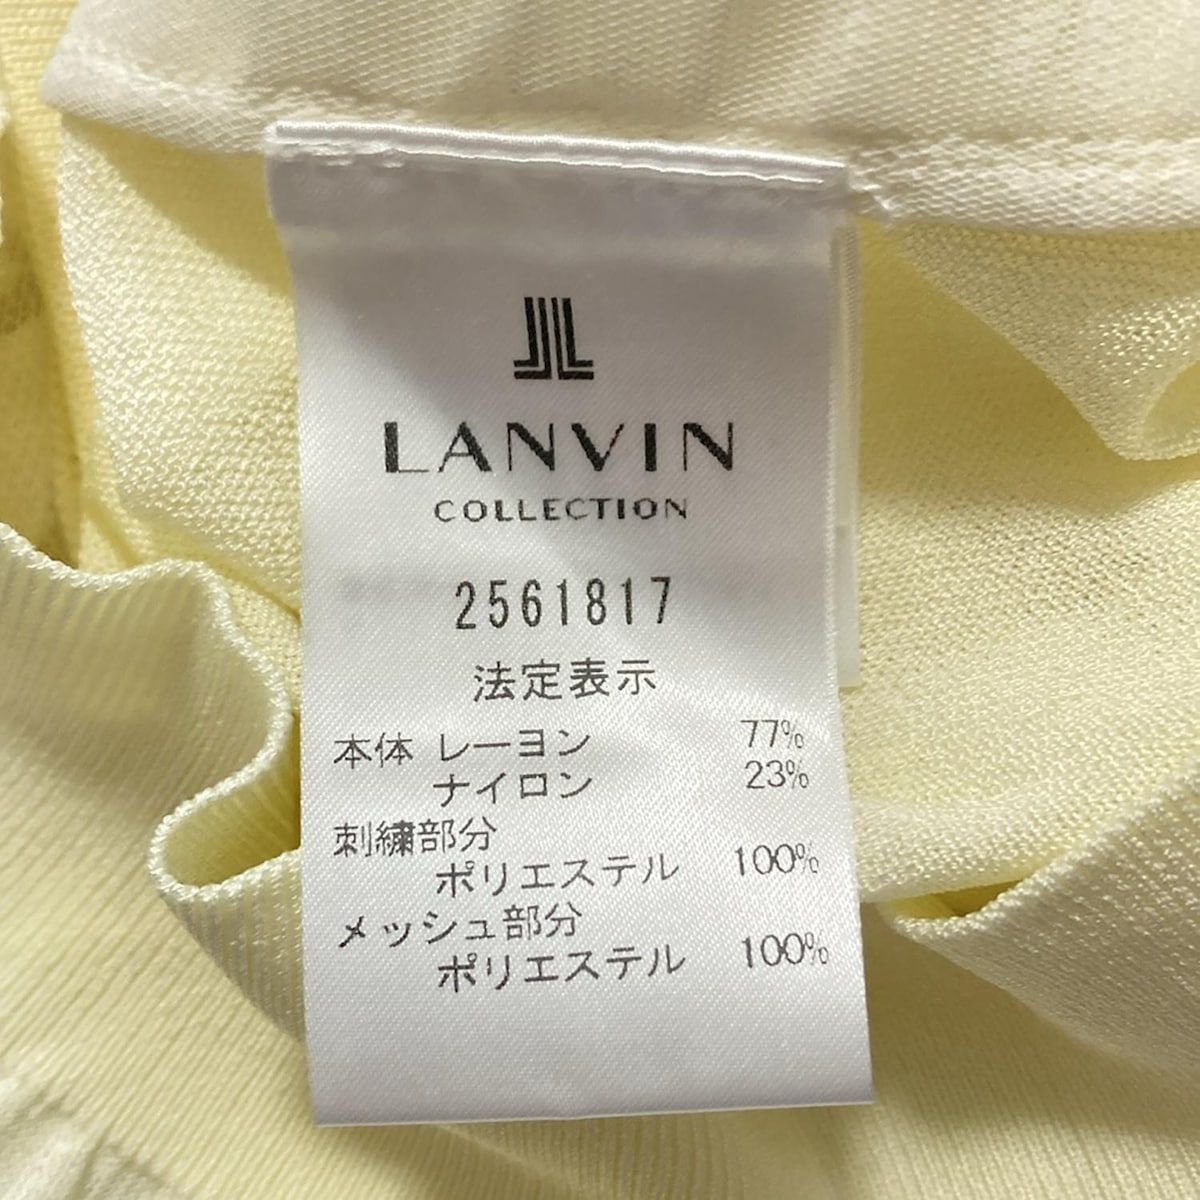 LANVIN
COLLECTION
2561817
法定表示
本体 レーヨン 77%
ナイロン 23%
刺繍部分
ポリエステル 100%
メッシュ部分
ポリエステル 100%